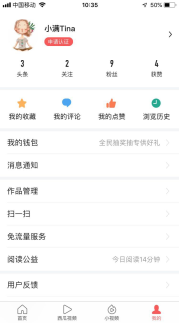 中国移动 10:35 50%
小满Tina
申请认证
3 2 9 4
头条 关注 粉丝 获赞
我的收藏 我的评论 我的点赞 浏览历史
我的钱包 全民抽奖抽专供好礼
消息通知
作品管理
扫一扫
免流量服务
阅读公益 今日阅读14分钟
用户反馈
首页 西瓜视频 小视频 我的